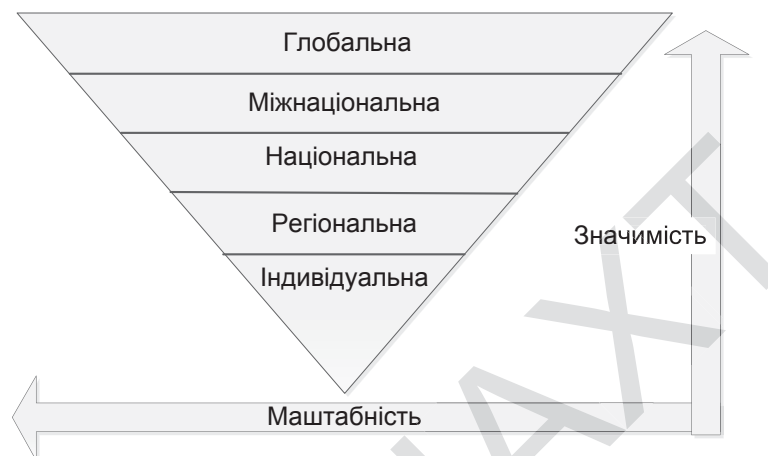 Глобальна
Міжнаціональна
Національна
Регіональна
Значимість
Індивідуальна
Маштабність